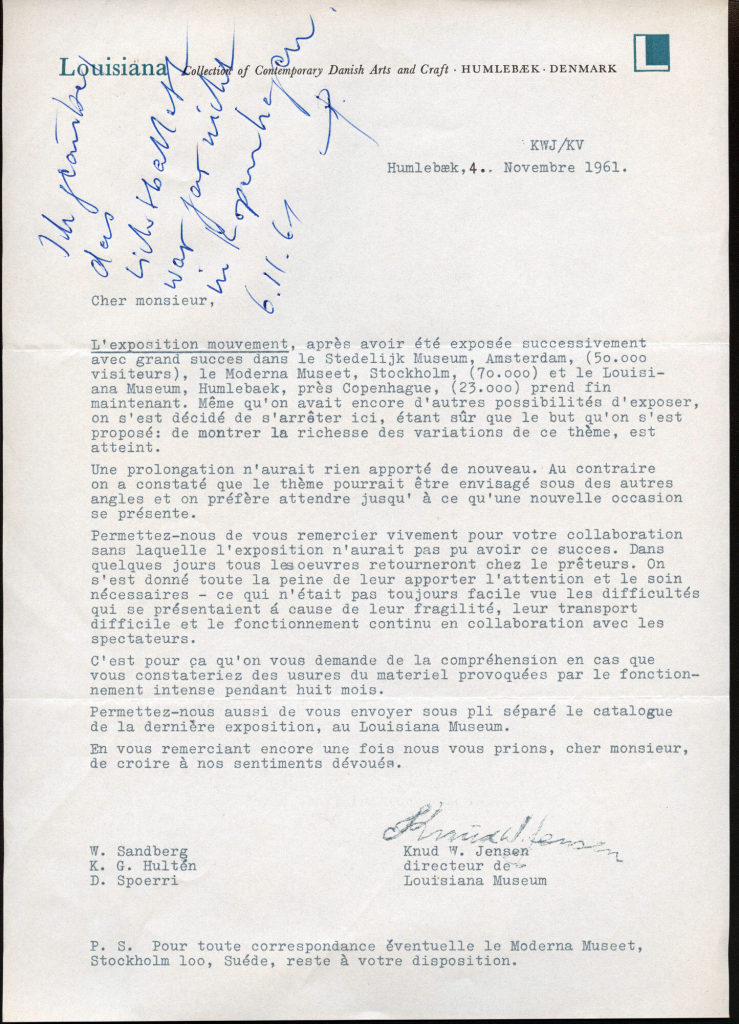 Louisiana Collection of Contemporary Danish Arts and Craft · HUMLEBÆK · DENMARK
Ich glaube
das
Lichtballett
war gar nicht
in Kopenhagen.
6.11.61
KWJ/KV
Humlebæk, 4.. Novembre 1961.
Cher monsieur,
L'exposition mouvement, après avoir été exposée successivement
avec grand succes dans le Stedelijk Museum, Amsterdam, (50.000
visiteurs), le Moderna Museet, Stockholm, (70.000) et le Louisi-
ana Museum, Humlebaek, près Copenhague, (23.000) prend fin
maintenant. Même qu'on avait encore d'autres possibilités d'exposer,
on s'est décidé de s'arrêter ici, étant sûr que le but qu'on s'est
proposé: de montrer la richesse des variations de ce thème, est
atteint.
Une prolongation n'aurait rien apporté de nouveau. Au contraire
on a constaté que le thème pourrait être envisagé sous des autres
angles et on préfère attendre jusqu' à ce qu'une nouvelle occasion
se présente.
Permettez-nous de vous remercier vivement pour votre collaboration
sans laquelle l'exposition n'aurait pas pu avoir ce succes. Dans
quelques jours tous les oeuvres retourneront chez le prêteurs. On
s'est donné toute la peine de leur apporter l'attention et le soin
nécessaires - ce qui n'était pas toujours facile vue les difficultés
qui se présentaient á cause de leur fragilité, leur transport
difficile et le fonctionnement continu en collaboration avec les
spectateurs.
C'est pour ça qu'on vous demande de la compréhension en cas que
vous constateriez des usures du materiel provoquées par le fonction-
nement intense pendant huit mois.
Permettez-nous aussi de vous envoyer sous pli séparé le catalogue
de la dernière exposition, au Louisiana Museum.
En vous remerciant encore une fois nous vous prions, cher monsieur,
de croire à nos sentiments dévoués.
Knud W. Jensen
W. Sandberg
K. G. Hultén
D. Spoerri
Knud W. Jensen
directeur de
Louisiana Museum
P. S. Pour toute correspondance éventuelle le Moderna Museet,
Stockholm loo, Suéde, reste à votre disposition.